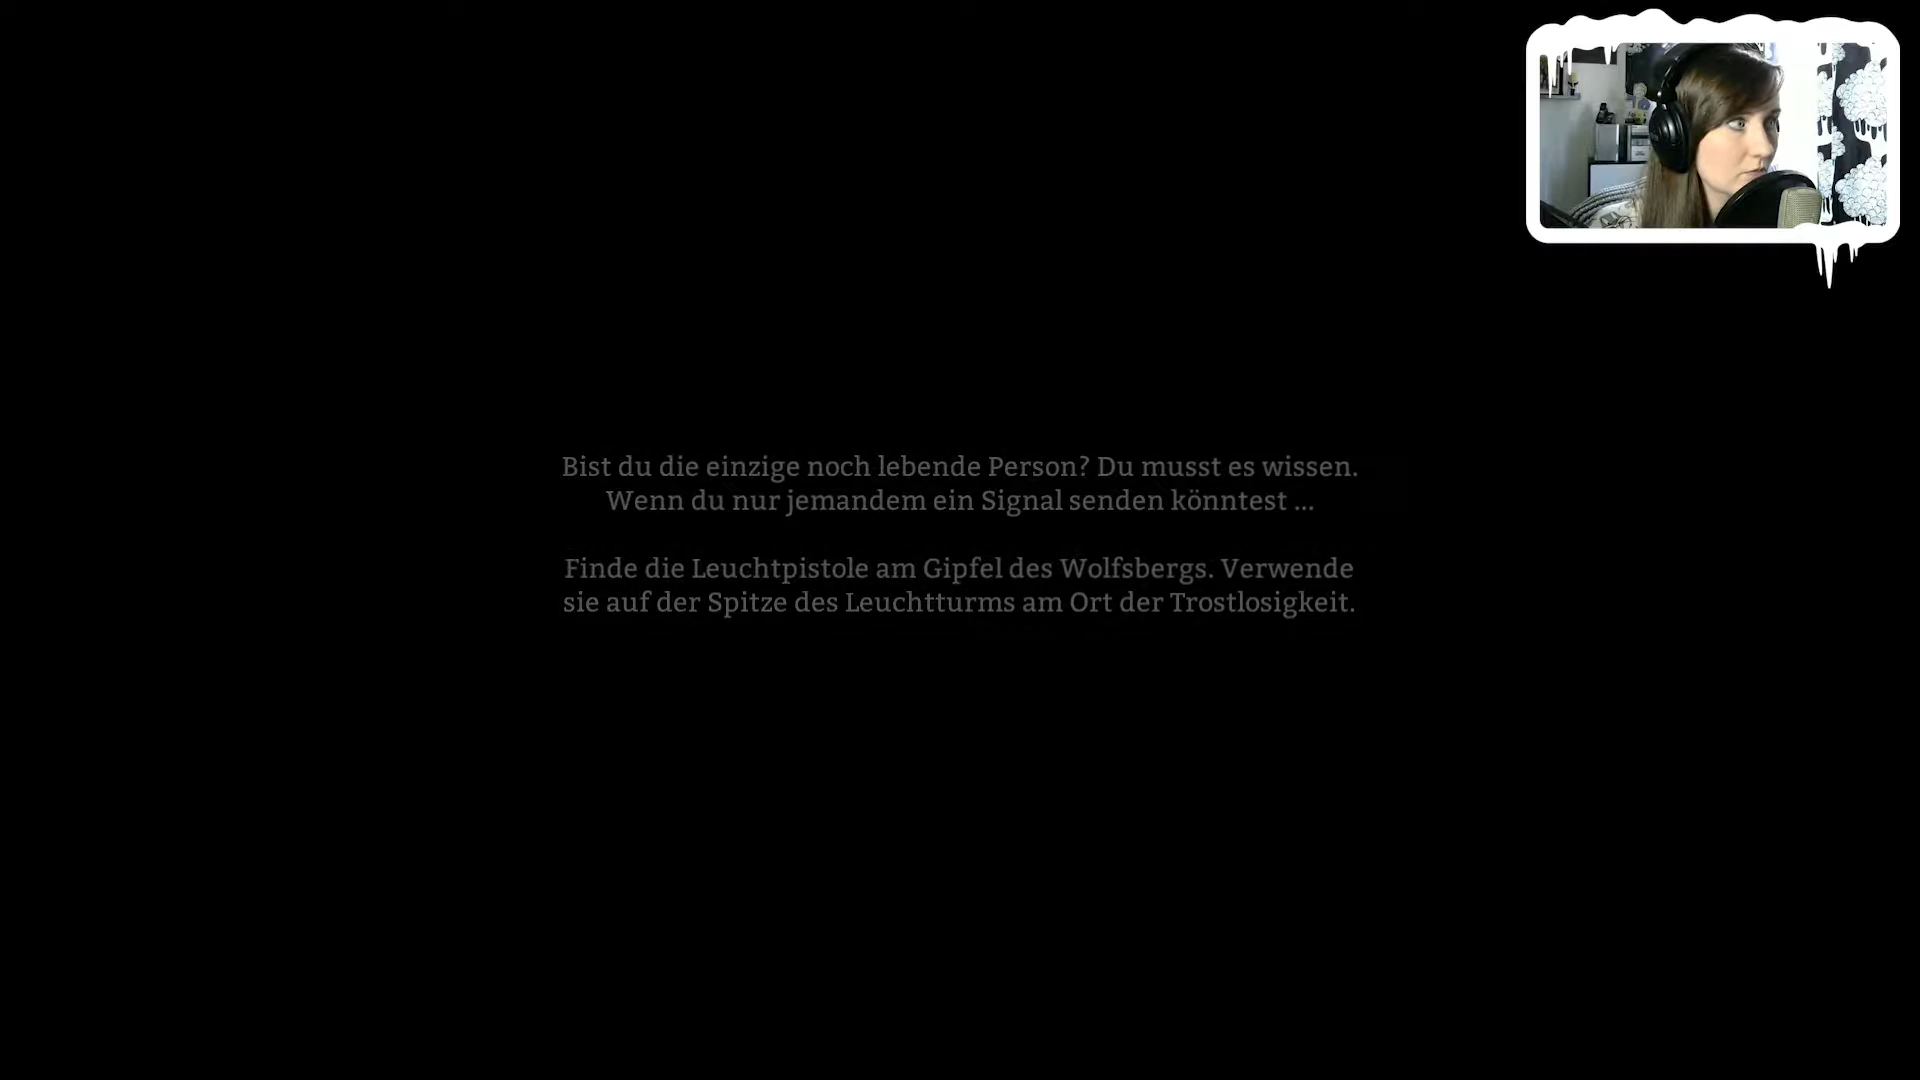 Bist du die einzige noch lebende Person? Du musst es wissen.
Wenn du nur jemandem ein Signal senden könntest ...
Finde die Leuchtpistole am Gipfel des Wolfsbergs. Verwende
sie auf der Spitze des Leuchtturms am Ort der Trostlosigkeit.